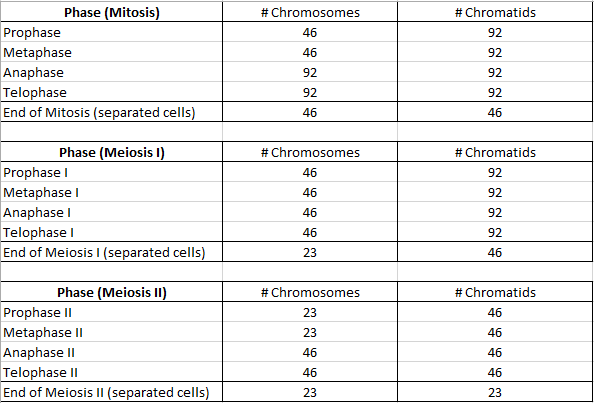 Phase (Mitosis) # Chromosomes # Chromatids
Prophase 46 92
Metaphase 46 92
Anaphase 92 92
Telophase 92 92
End of Mitosis (separated cells) 46 46
Phase (Meiosis I) # Chromosomes # Chromatids
Prophase I 46 92
Metaphase I 46 92
Anaphase I 46 92
Telophase I 46 92
End of Meiosis I (separated cells) 23 46
Phase (Meiosis II) # Chromosomes # Chromatids
Prophase II 23 46
Metaphase II 23 46
Anaphase II 46 46
Telophase II 46 46
End of Meiosis II (separated cells) 23 23